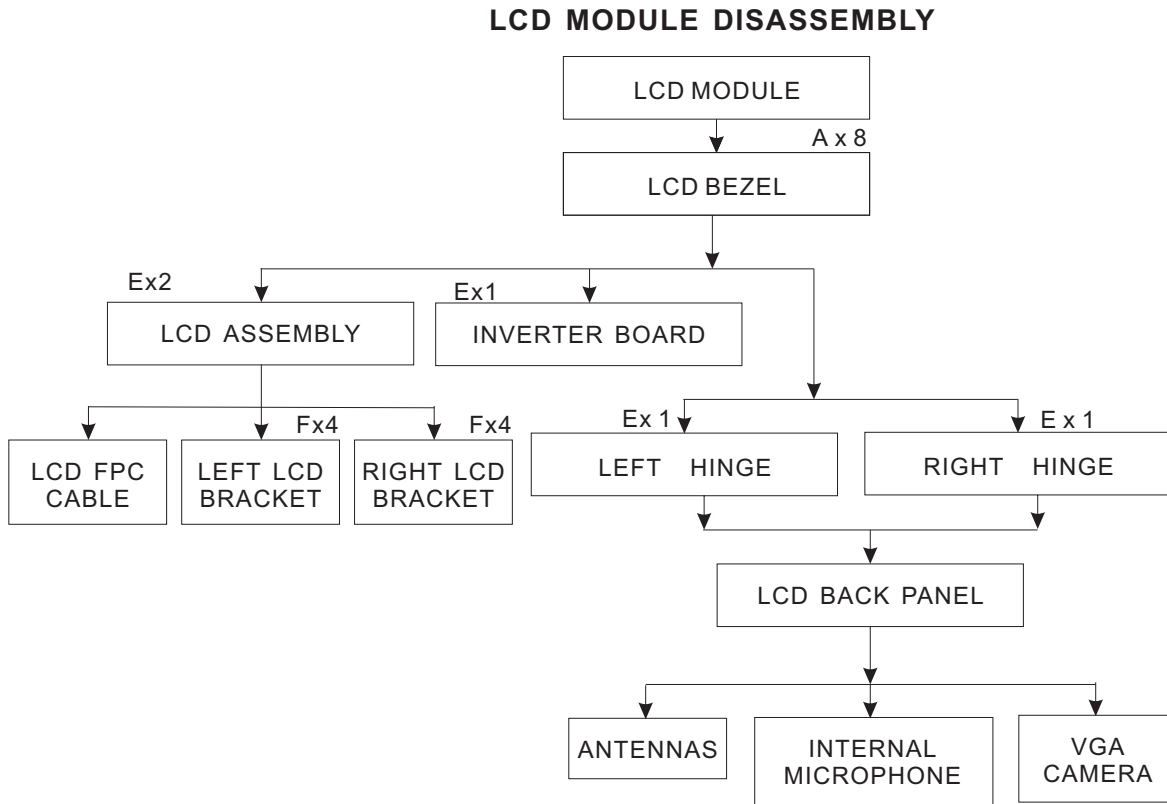 LCD MODULE DISASSEMBLY
LCD MODULE
A x 8
LCD BEZEL
Ex2
Ex1
LCD ASSEMBLY
INVERTER BOARD
Fx4
Fx4
Ex 1
E x 1
LCD FPC
CABLE
LEFT LCD
BRACKET
RIGHT LCD
BRACKET
LEFT HINGE
RIGHT HINGE
LCD BACK PANEL
ANTENNAS
INTERNAL
MICROPHONE
VGA
CAMERA